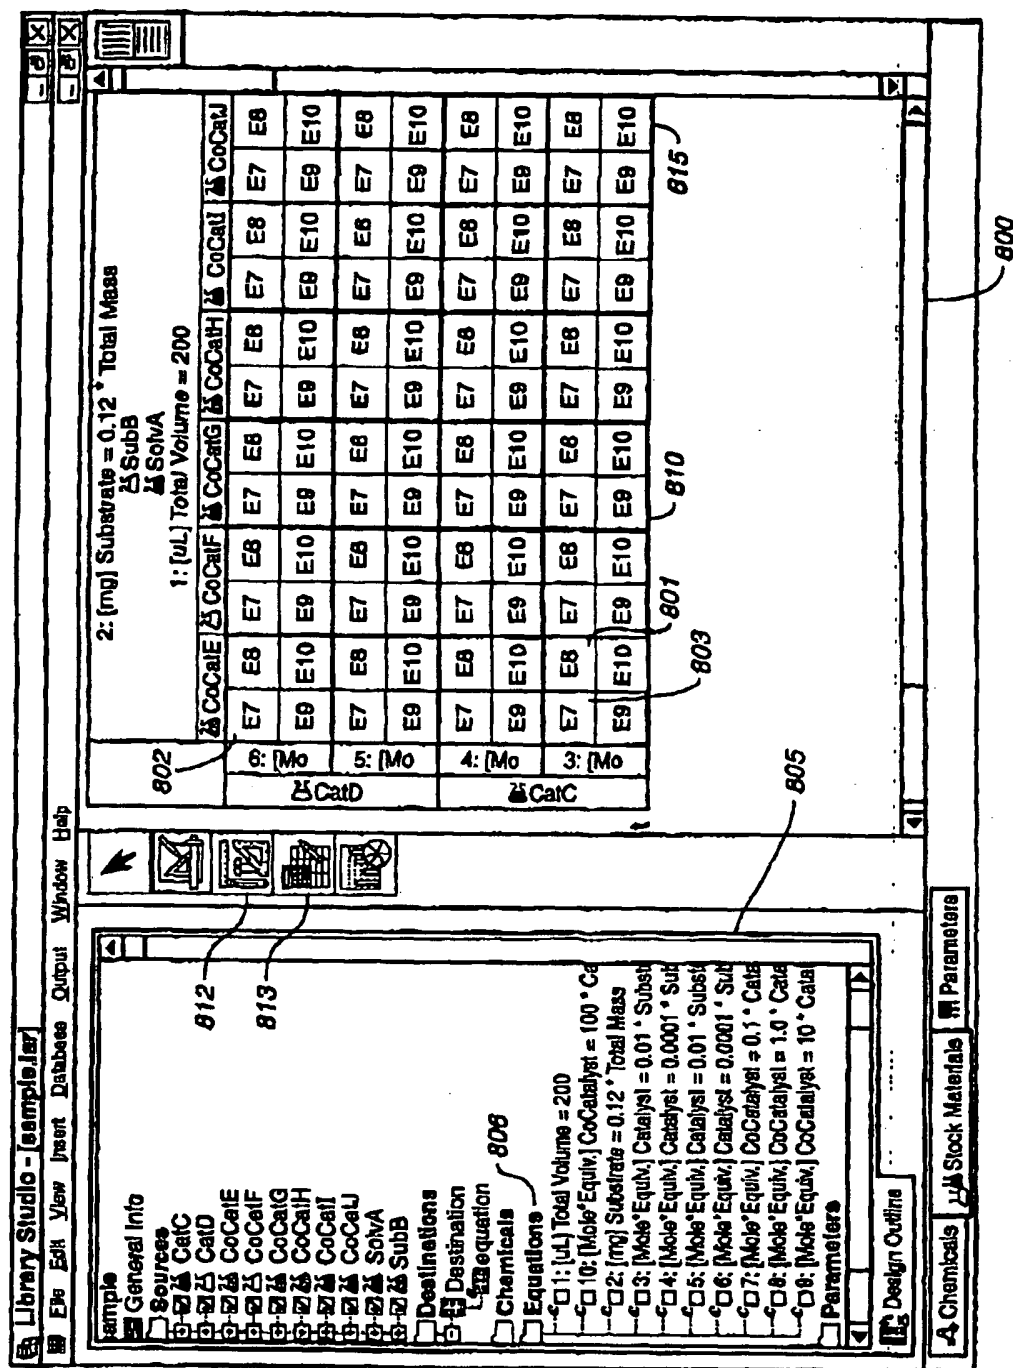 Library Studio - [sample.lar]
File Edit View Insert Database Output Window Help
ample
General Info
Sources
CatC
CatD
CoCatE
CoCatF
CoCatG
CoCatH
CoCatI
CoCatJ
SolvA
SubB
Destinations
Destination
equation
Chemicals
Equations
1: [uL] Total Volume = 200
10: [Mole*Equiv.] CoCatalyst = 100 * Ca
2: [mg] Substrate = 0.12 * Total Mass
3: [Mole*Equiv.] Catalyst = 0.01 * Subst
4: [Mole*Equiv.] Catalyst = 0.0001 * Sub
5: [Mole*Equiv.] Catalyst = 0.01 * Subst
6: [Mole*Equiv.] Catalyst = 0.0001 * Sub
7: [Mole*Equiv.] CoCatalyst = 0.1 * Cata
8: [Mole*Equiv.] CoCatalyst = 1.0 * Cata
9: [Mole*Equiv.] CoCatalyst = 10 * Catal
Parameters
Design Outline
Chemicals Stock Materials Parameters
806
812
813
805
2: [mg] Substrate = 0.12 * Total Mass
SubB
SolvA
1: [uL] Total Volume = 200
802
CoCatE CoCatF CoCatG CoCatH CoCatI CoCatJ
CatD
6: [Mo
E7 E8 E7 E8 E7 E8 E7 E8 E7 E8 E7 E8
E9 E10 E9 E10 E9 E10 E9 E10 E9 E10 E9 E10
5: [Mo
E7 E8 E7 E8 E7 E8 E7 E8 E7 E8 E7 E8
E9 E10 E9 E10 E9 E10 E9 E10 E9 E10 E9 E10
CatC
4: [Mo
E7 E8 E7 E8 E7 E8 E7 E8 E7 E8 E7 E8
E9 E10 E9 E10 E9 E10 E9 E10 E9 E10 E9 E10
3: [Mo
E7 E8 E7 E8 E7 E8 E7 E8 E7 E8 E7 E8
E9 E10 E9 E10 E9 E10 E9 E10 E9 E10 E9 E10
t
803
801
810
815
800